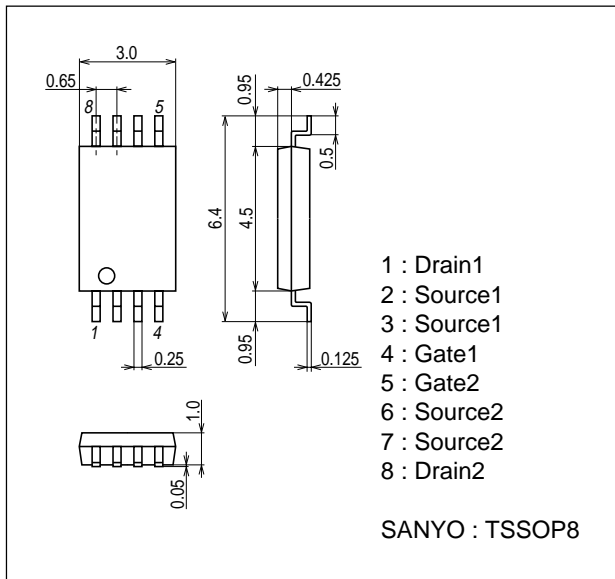 3.0
0.65
8
5
0.95
0.425
0.5
6.4
4.5
1
4
0.25
0.95
0.125
1.0
0.05
1 : Drain1
2 : Source1
3 : Source1
4 : Gate1
5 : Gate2
6 : Source2
7 : Source2
8 : Drain2
SANYO : TSSOP8